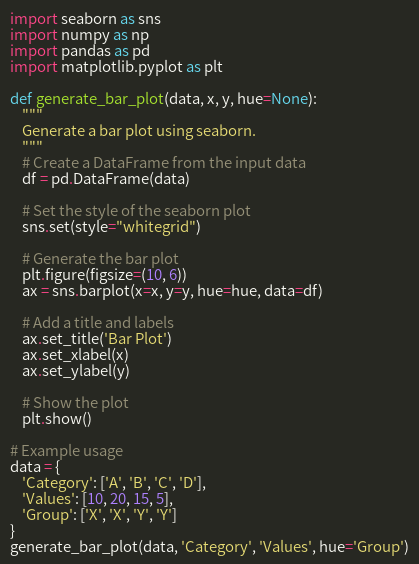 import seaborn as sns
import numpy as np
import pandas as pd
import matplotlib.pyplot as plt

def generate_bar_plot(data, x, y, hue=None):
    """
    Generate a bar plot using seaborn.
    """
    # Create a DataFrame from the input data
    df = pd.DataFrame(data)

    # Set the style of the seaborn plot
    sns.set(style="whitegrid")

    # Generate the bar plot
    plt.figure(figsize=(10, 6))
    ax = sns.barplot(x=x, y=y, hue=hue, data=df)

    # Add a title and labels
    ax.set_title('Bar Plot')
    ax.set_xlabel(x)
    ax.set_ylabel(y)

    # Show the plot
    plt.show()

# Example usage
data = {
    'Category': ['A', 'B', 'C', 'D'],
    'Values': [10, 20, 15, 5],
    'Group': ['X', 'X', 'Y', 'Y']
}
generate_bar_plot(data, 'Category', 'Values', hue='Group')